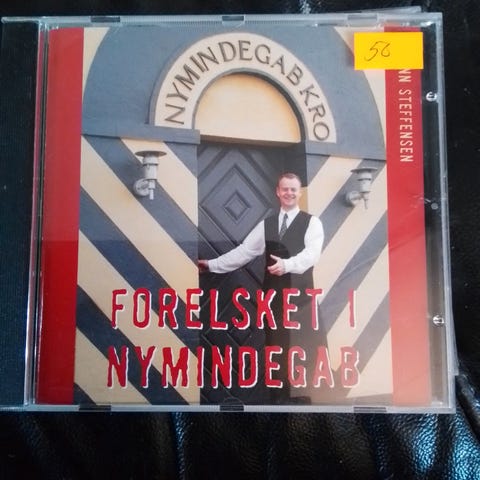 50
NYMINDEGAB KRO
STEFFENSEN
FORELSKET I
NYMINDEGAB